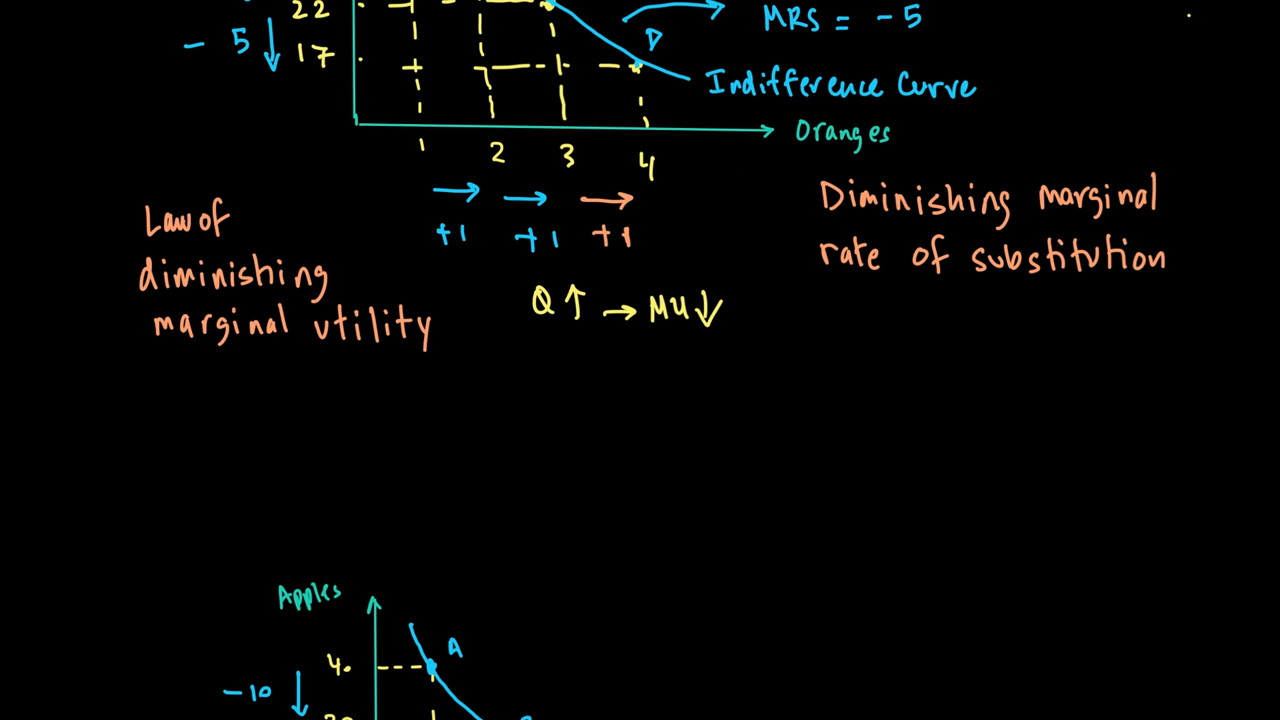 22
MRS = - 5
- 5 ↓ 17
D
Indifference Curve
Oranges
1 2 3 4
+1 +1 +1
Law of
diminishing
marginal utility
Q ↑ → MU ↓
Diminishing marginal
rate of substitution
Apples
A
40
-10 ↓